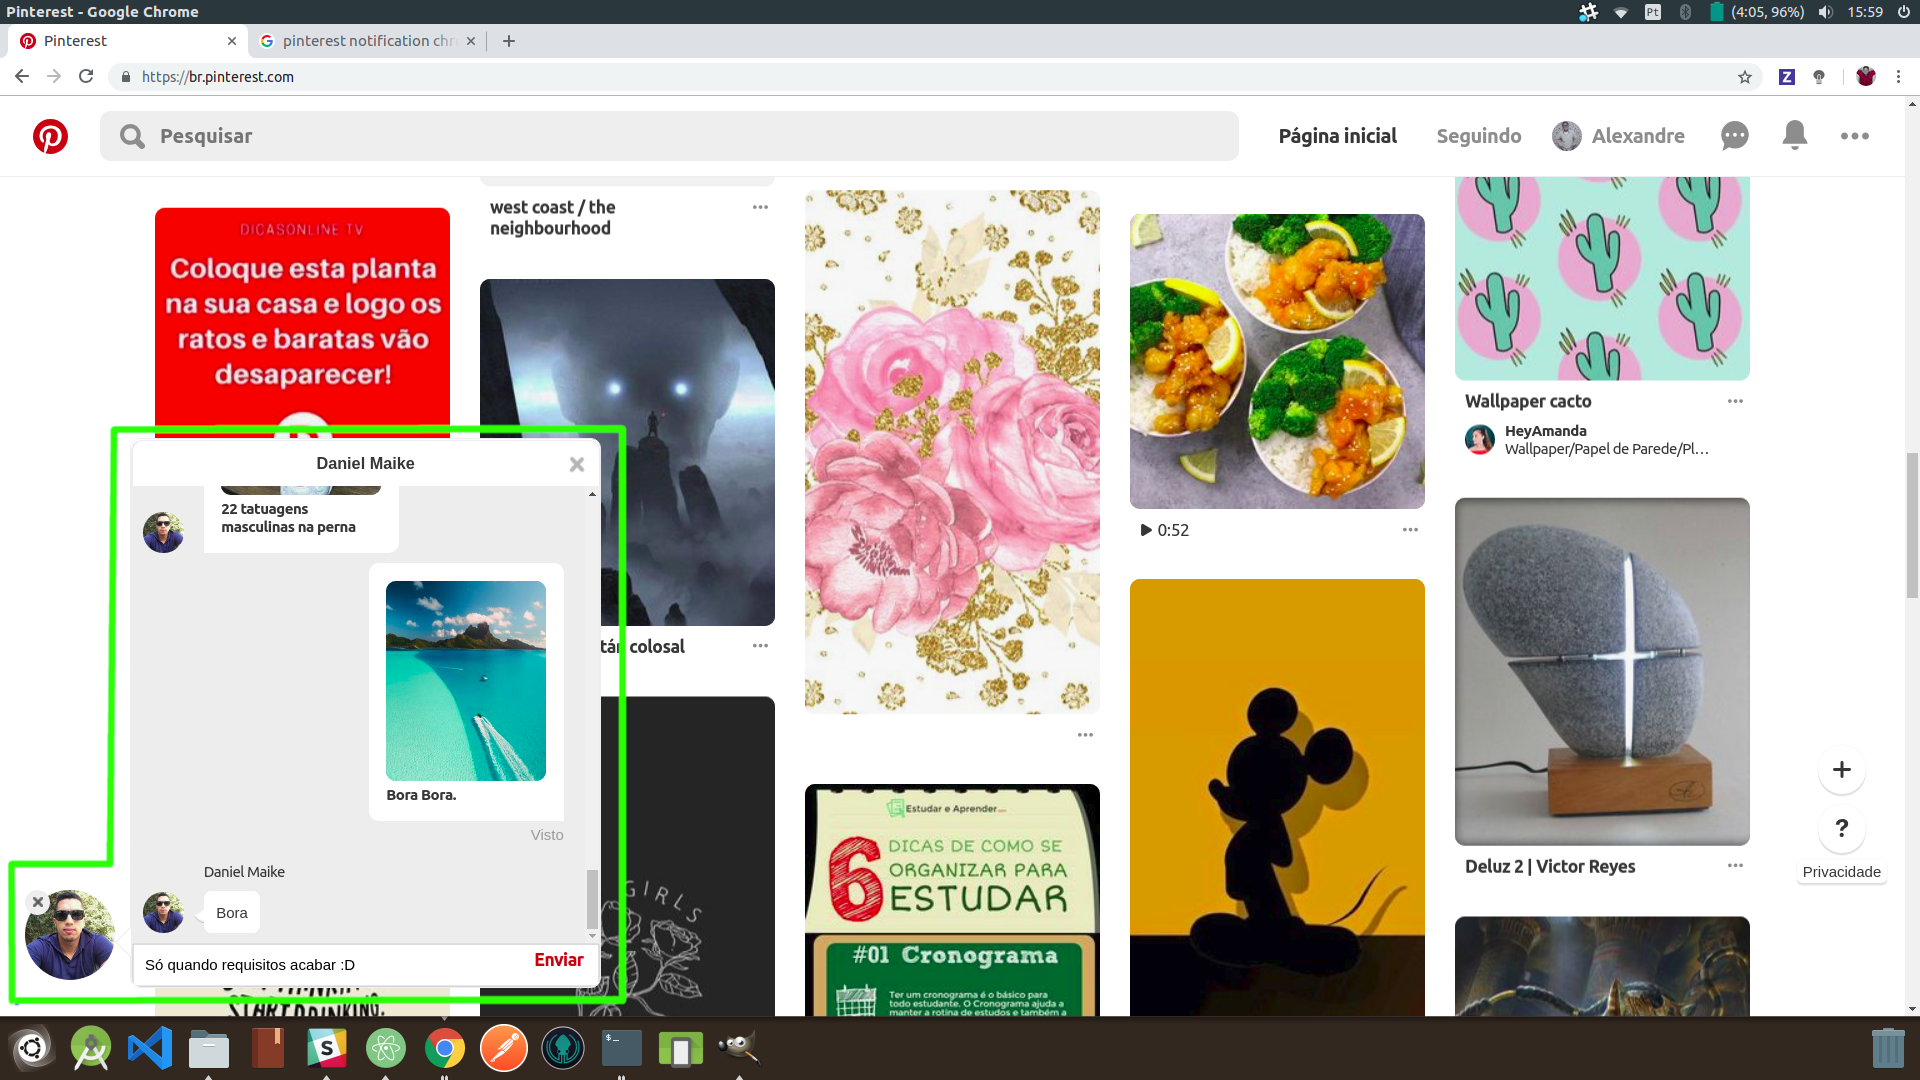 Pinterest - Google Chrome
Pt
(4:05, 96%)
15:59
Pinterest
pinterest notification chr
https://br.pinterest.com
Z
Pesquisar
Página inicial
Seguindo
Alexandre
DICASONLINE TV
Coloque esta planta
na sua casa e logo os
ratos e baratas vão
desaparecer!
west coast / the
neighbourhood
tán colosal
GIRLS
START DRINKING.
0:52
Estudar e Aprender
6 DICAS DE COMO SE
ORGANIZAR PARA
ESTUDAR
#01 Cronograma
Ter um cronograma é o básico para
todo estudante. O Cronograma ajuda a
manter a rotina de estudos e também a
Wallpaper cacto
HeyAmanda
Wallpaper/Papel de Parede/Pl...
Deluz 2 | Victor Reyes
+
?
Privacidade
Daniel Maike
22 tatuagens
masculinas na perna
Bora Bora.
Visto
Daniel Maike
Bora
Só quando requisitos acabar :D
Enviar